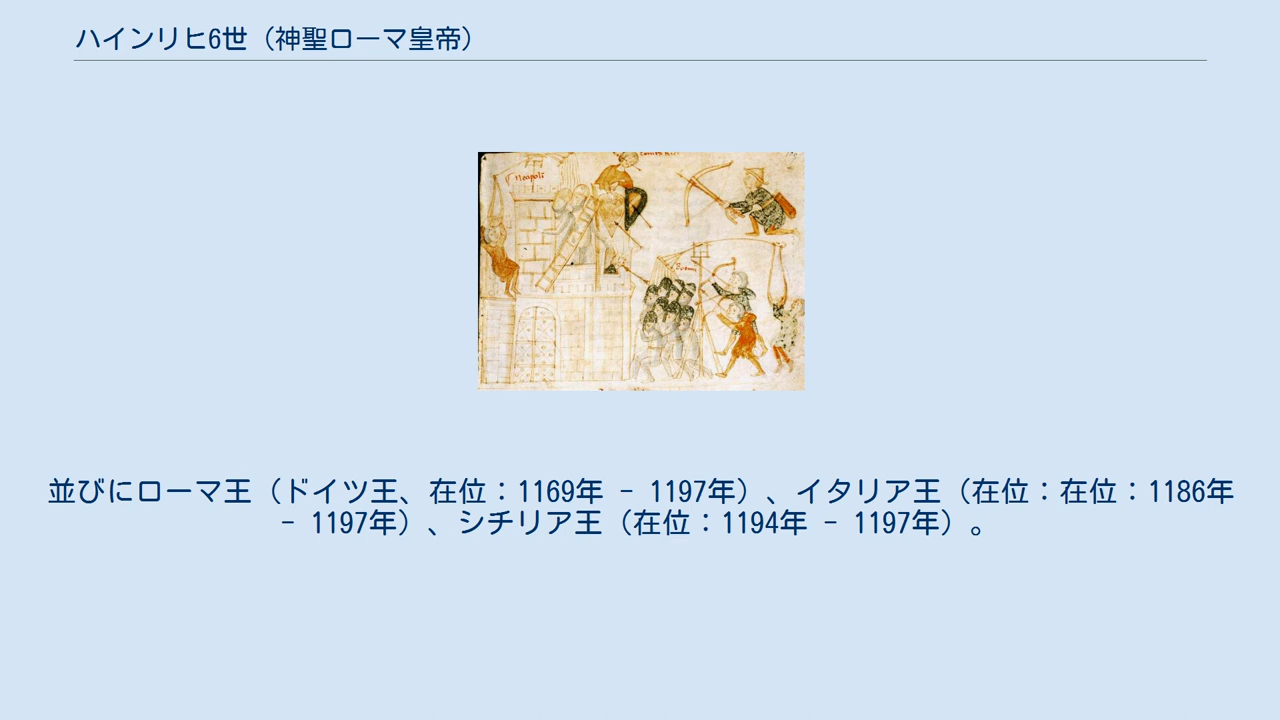 ハインリヒ6世（神聖ローマ皇帝）
Neapoli
並びにローマ王（ドイツ王、在位：1169年 - 1197年）、イタリア王（在位：在位：1186年
- 1197年）、シチリア王（在位：1194年 - 1197年）。